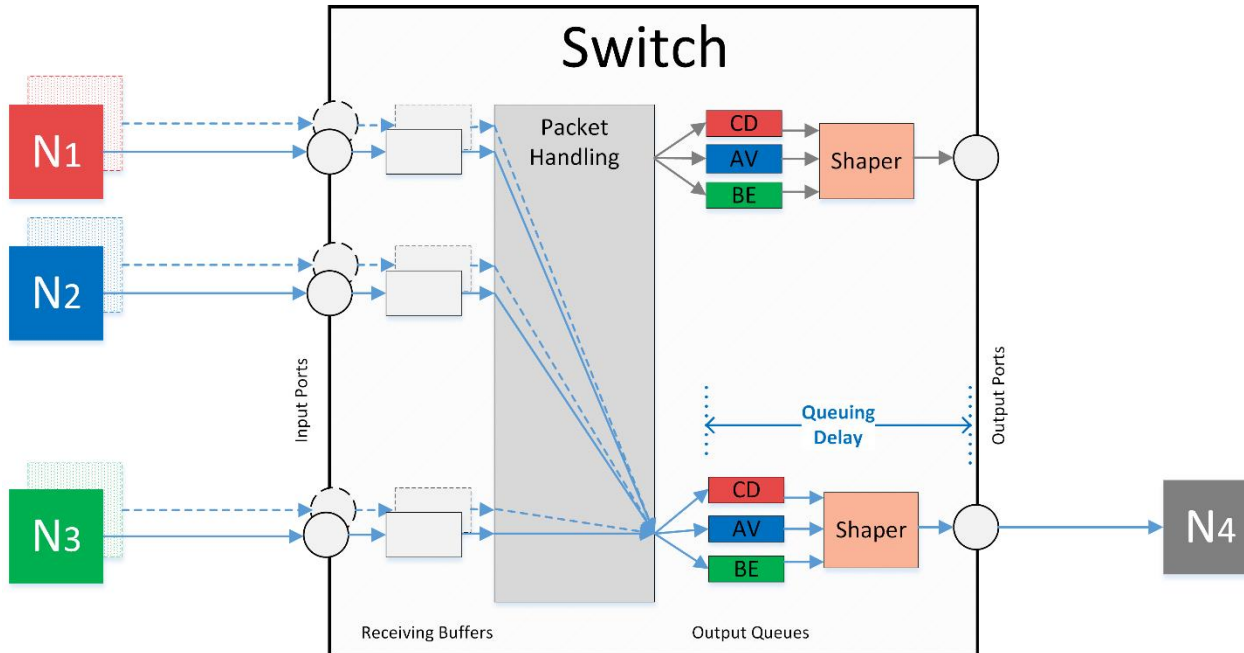 Switch
N1
N2
N3
Input Ports
Packet
Handling
CD
AV
BE
Shaper
Queuing
Delay
Output Ports
CD
AV
BE
Shaper
N4
Receiving Buffers
Output Queues